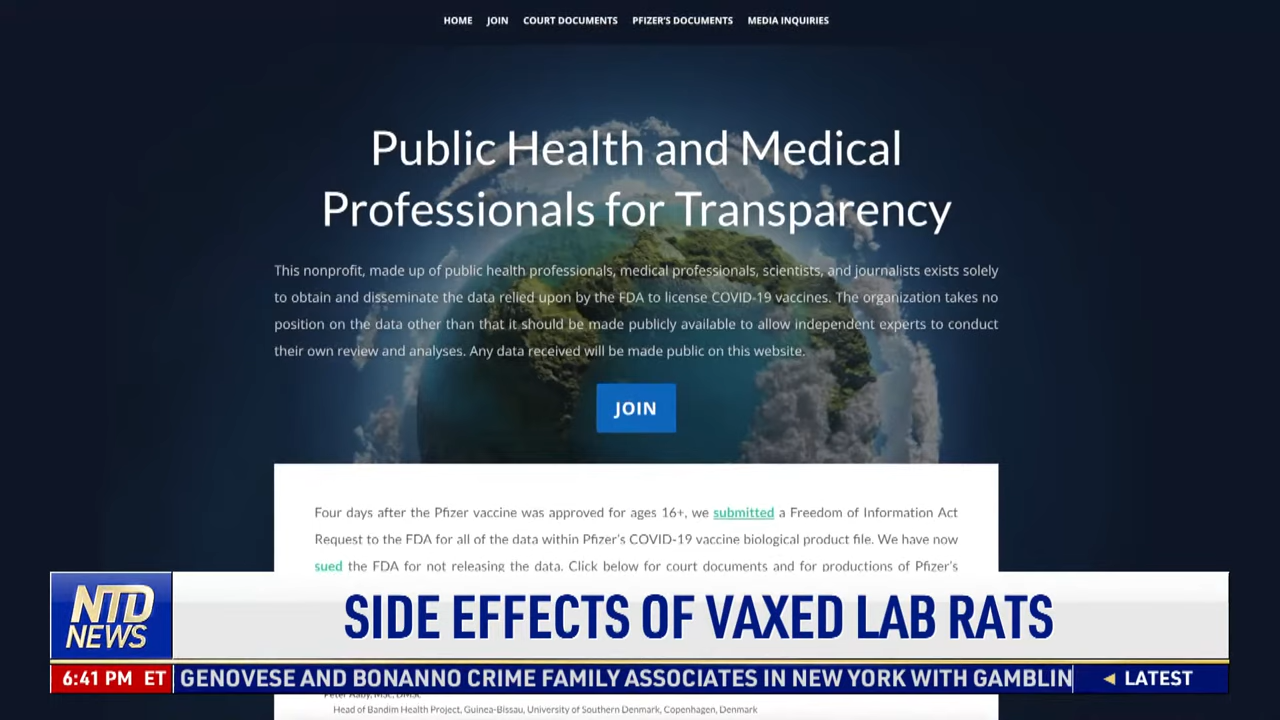 HOME JOIN COURT DOCUMENTS PFIZER'S DOCUMENTS MEDIA INQUIRIES
Public Health and Medical
Professionals for Transparency
This nonprofit, made up of public health professionals, medical professionals, scientists, and journalists exists solely
to obtain and disseminate the data relied upon by the FDA to license COVID-19 vaccines. The organization takes no
position on the data other than that it should be made publicly available to allow independent experts to conduct
their own review and analyses. Any data received will be made public on this website.
JOIN
Four days after the Pfizer vaccine was approved for ages 16+, we submitted a Freedom of Information Act
Request to the FDA for all of the data within Pfizer's COVID-19 vaccine biological product file. We have now
sued the FDA for not releasing the data. Click below for court documents and for productions of Pfizer's
NTD
NEWS
SIDE EFFECTS OF VAXED LAB RATS
6:41 PM ET GENOVESE AND BONANNO CRIME FAMILY ASSOCIATES IN NEW YORK WITH GAMBLIN ◄ LATEST
Peter Aaby, MSc, DMSc
Head of Bandim Health Project, Guinea-Bissau, University of Southern Denmark, Copenhagen, Denmark